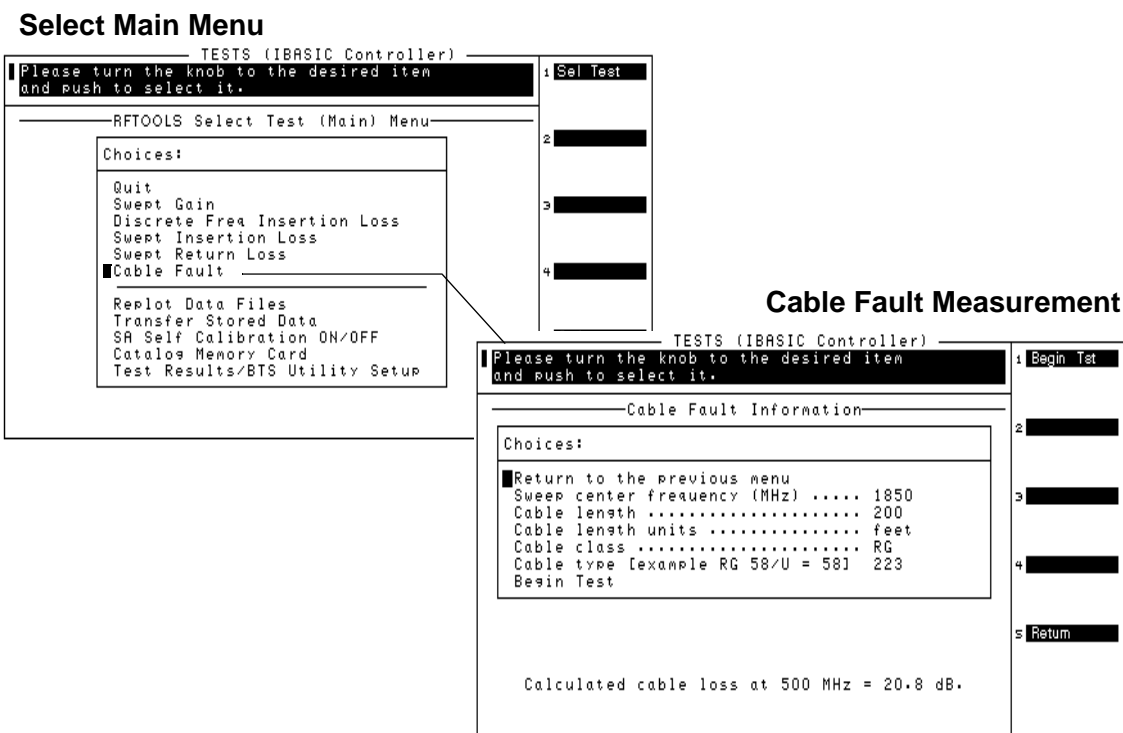 Select Main Menu
TESTS (IBASIC Controller)
Please turn the knob to the desired item
and push to select it.
1 Sel Test
2
3
4
RFTOOLS Select Test (Main) Menu
Choices:
Quit
Swept Gain
Discrete Freq Insertion Loss
Swept Insertion Loss
Swept Return Loss
Cable Fault
Replot Data Files
Transfer Stored Data
SA Self Calibration ON/OFF
Catalog Memory Card
Test Results/BTS Utility Setup
Cable Fault Measurement
TESTS (IBASIC Controller)
Please turn the knob to the desired item
and push to select it.
1 Begin Tst
2
3
4
5 Return
Cable Fault Information
Choices:
Return to the previous menu
Sweep center frequency (MHz) ..... 1850
Cable length ...................... 200
Cable length units ............... feet
Cable class ....................... RG
Cable type [example RG 58/U = 58] 223
Begin Test
Calculated cable loss at 500 MHz = 20.8 dB.